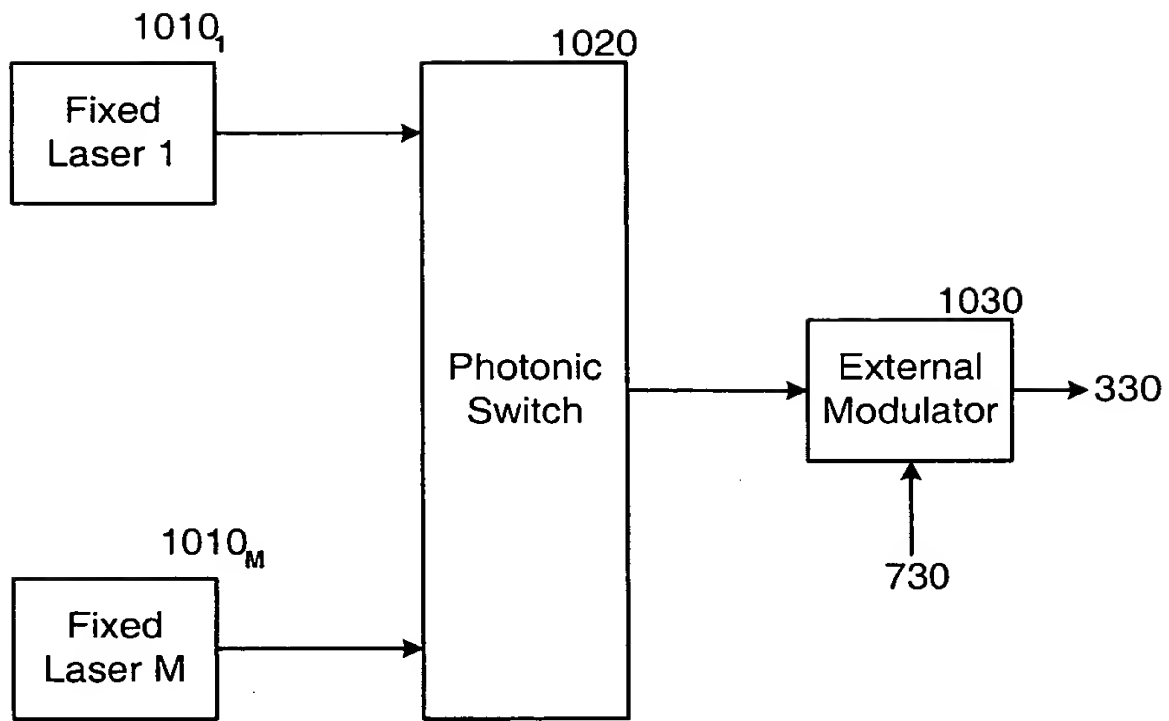 1010₁
Fixed
Laser 1
1020
Photonic
Switch
1030
External
Modulator
330
730
1010M
Fixed
Laser M